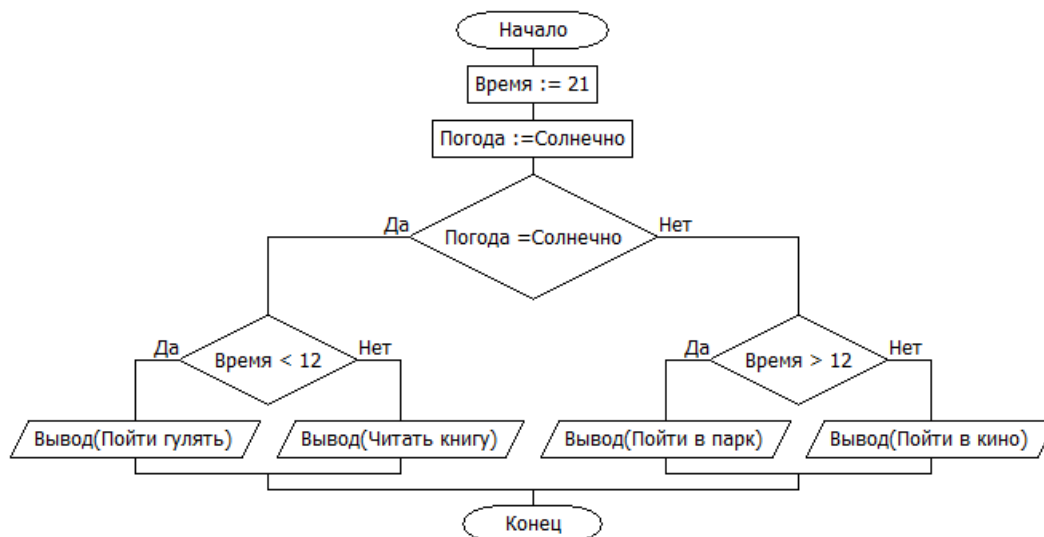 Начало
Время := 21
Погода :=Солнечно
Да
Погода =Солнечно
Нет
Да
Время < 12
Нет
Да
Время > 12
Нет
Вывод(Пойти гулять)
Вывод(Читать книгу)
Вывод(Пойти в парк)
Вывод(Пойти в кино)
Конец